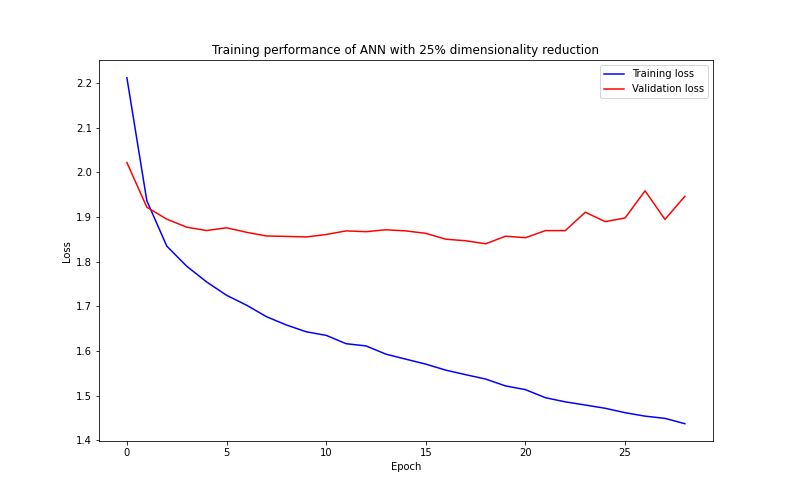 Training performance of ANN with 25% dimensionality reduction
Training loss
Validation loss
2.2
2.1
2.0
1.9
1.8
1.7
1.6
1.5
1.4
Loss
0 5 10 15 20 25
Epoch